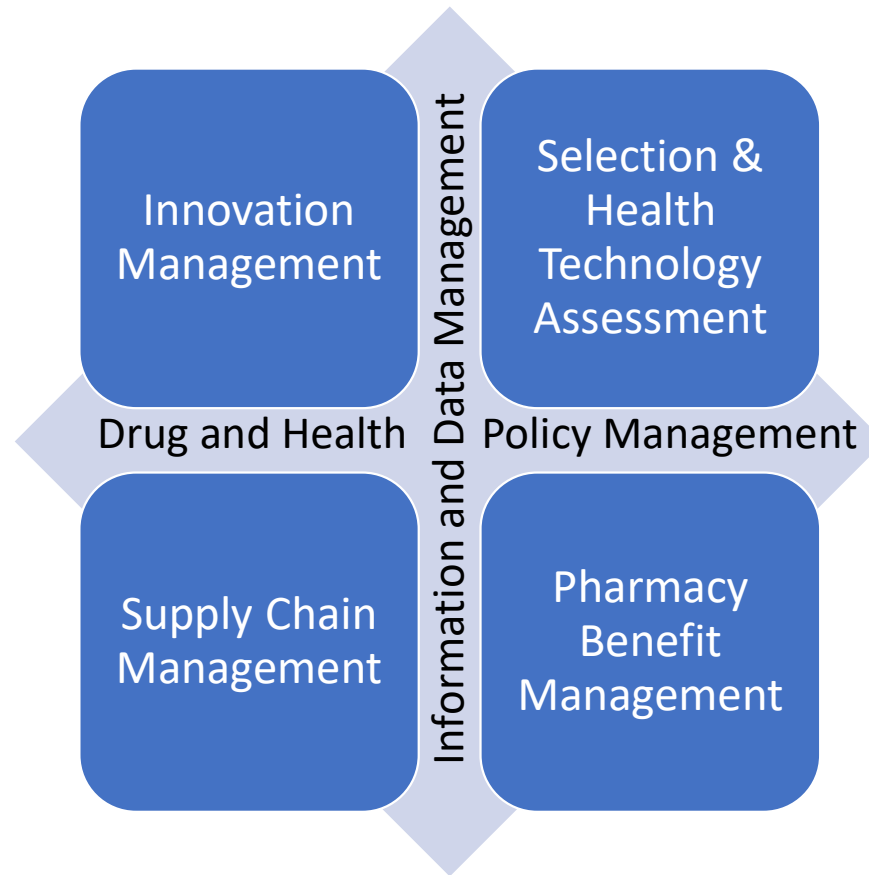 Innovation
Management
Selection &
Health
Technology
Assessment
Information and Data Management
Drug and Health Policy Management
Supply Chain
Management
Pharmacy
Benefit
Management